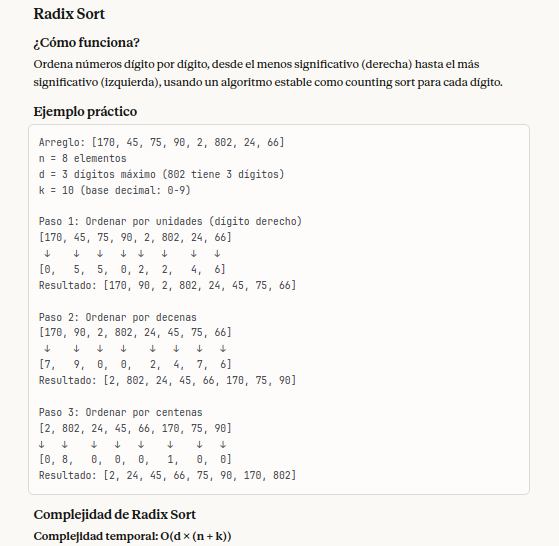 Radix Sort
¿Cómo funciona?
Ordena números dígito por dígito, desde el menos significativo (derecha) hasta el más
significativo (izquierda), usando un algoritmo estable como counting sort para cada dígito.
Ejemplo práctico
Arreglo: [170, 45, 75, 90, 2, 802, 24, 66]
n = 8 elementos
d = 3 dígitos máximo (802 tiene 3 dígitos)
k = 10 (base decimal: 0-9)
Paso 1: Ordenar por unidades (dígito derecho)
[170, 45, 75, 90, 2, 802, 24, 66]
↓ ↓ ↓ ↓ ↓ ↓ ↓ ↓
[0, 5, 5, 0, 2, 2, 4, 6]
Resultado: [170, 90, 2, 802, 24, 45, 75, 66]
Paso 2: Ordenar por decenas
[170, 90, 2, 802, 24, 45, 75, 66]
↓ ↓ ↓ ↓ ↓ ↓ ↓ ↓
[7, 9, 0, 0, 2, 4, 7, 6]
Resultado: [2, 802, 24, 45, 66, 170, 75, 90]
Paso 3: Ordenar por centenas
[2, 802, 24, 45, 66, 170, 75, 90]
↓ ↓ ↓ ↓ ↓ ↓ ↓ ↓
[0, 8, 0, 0, 0, 1, 0, 0]
Resultado: [2, 24, 45, 66, 75, 90, 170, 802]
Complejidad de Radix Sort
Complejidad temporal: O(d × (n + k))